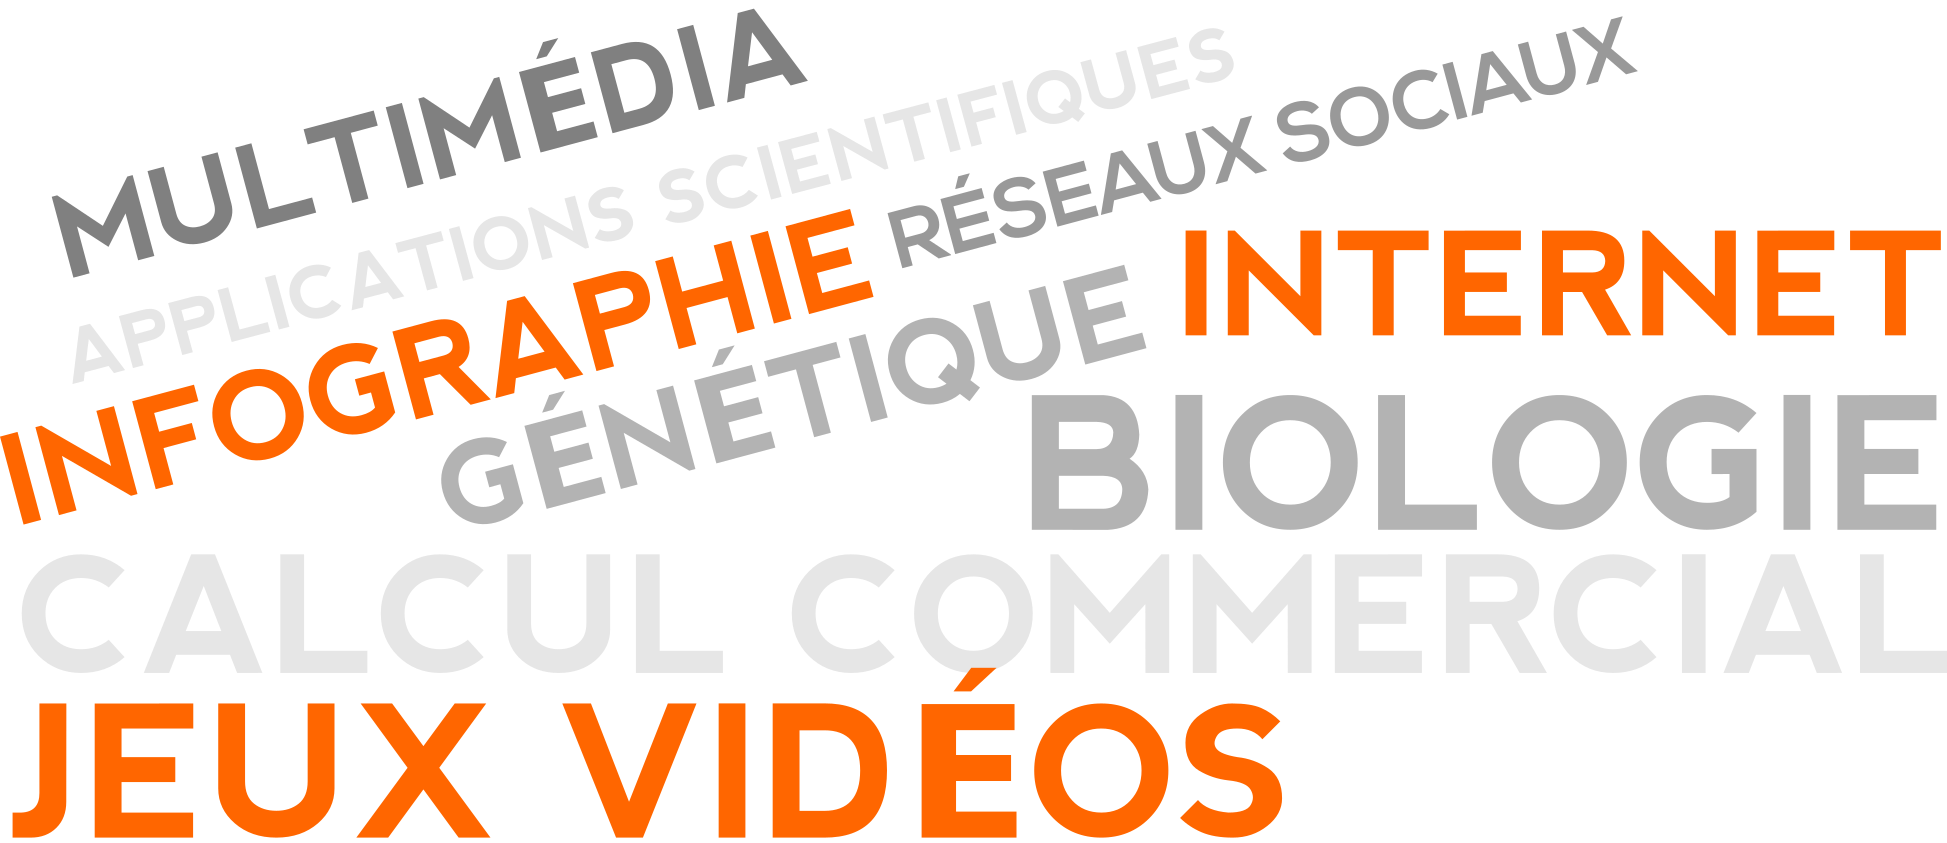 MULTIMÉDIA
APPLICATIONS SCIENTIFIQUES
INFOGRAPHIE
RÉSEAUX SOCIAUX
GÉNÉTIQUE
INTERNET
BIOLOGIE
CALCUL COMMERCIAL
JEUX VIDÉOS